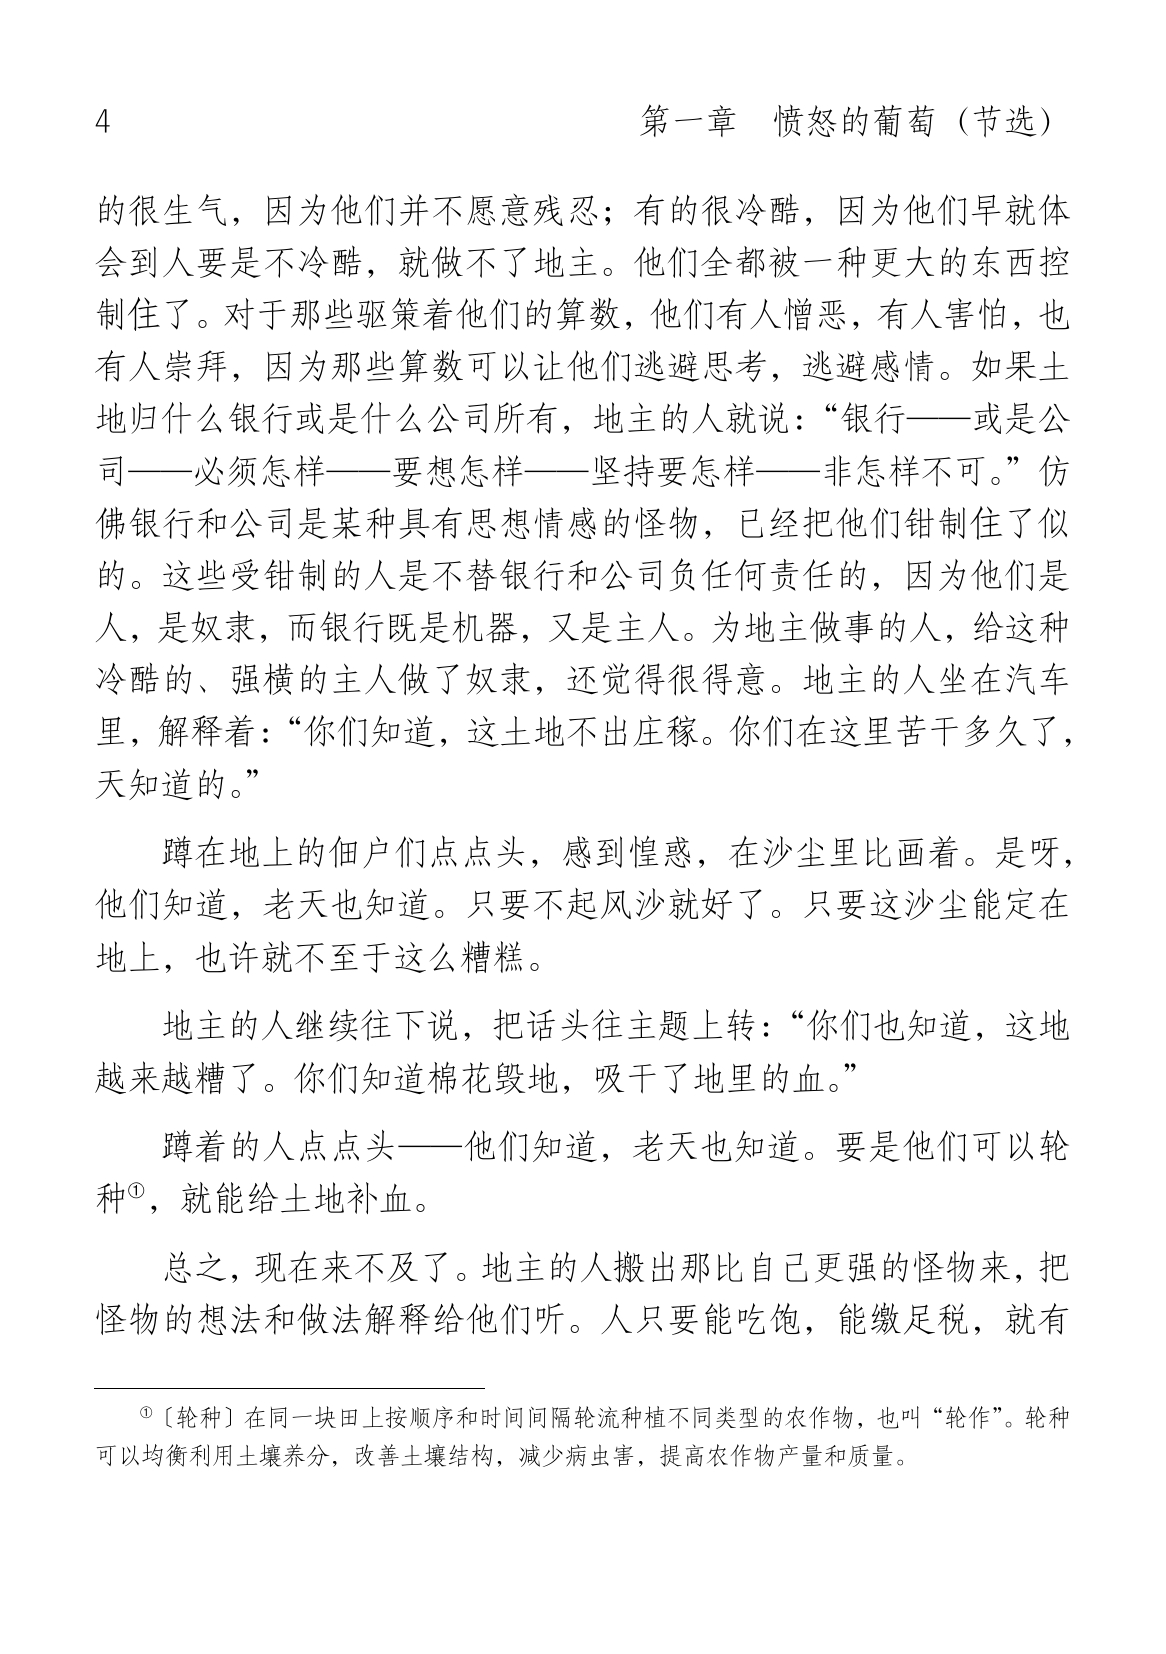 4 第一章 愤怒的葡萄（节选）
的很生气，因为他们并不愿意残忍；有的很冷酷，因为他们早就体
会到人要是不冷酷，就做不了地主。他们全都被一种更大的东西控
制住了。对于那些驱策着他们的算数，他们有人憎恶，有人害怕，也
有人崇拜，因为那些算数可以让他们逃避思考，逃避感情。如果土
地归什么银行或是什么公司所有，地主的人就说：“银行——或是公
司——必须怎样——要想怎样——坚持要怎样——非怎样不可。”仿
佛银行和公司是某种具有思想情感的怪物，已经把他们钳制住了似
的。这些受钳制的人是不替银行和公司负任何责任的，因为他们是
人，是奴隶，而银行既是机器，又是主人。为地主做事的人，给这种
冷酷的、强横的主人做了奴隶，还觉得很得意。地主的人坐在汽车
里，解释着：“你们知道，这土地不出庄稼。你们在这里苦干多久了，
天知道的。”
蹲在地上的佃户们点点头，感到惶惑，在沙尘里比画着。是呀，
他们知道，老天也知道。只要不起风沙就好了。只要这沙尘能定在
地上，也许就不至于这么糟糕。
地主的人继续往下说，把话头往主题上转：“你们也知道，这地
越来越糟了。你们知道棉花毁地，吸干了地里的血。”
蹲着的人点点头——他们知道，老天也知道。要是他们可以轮
种①，就能给土地补血。
总之，现在来不及了。地主的人搬出那比自己更强的怪物来，把
怪物的想法和做法解释给他们听。人只要能吃饱，能缴足税，就有
①〔轮种〕在同一块田上按顺序和时间间隔轮流种植不同类型的农作物，也叫“轮作”。轮种
可以均衡利用土壤养分，改善土壤结构，减少病虫害，提高农作物产量和质量。